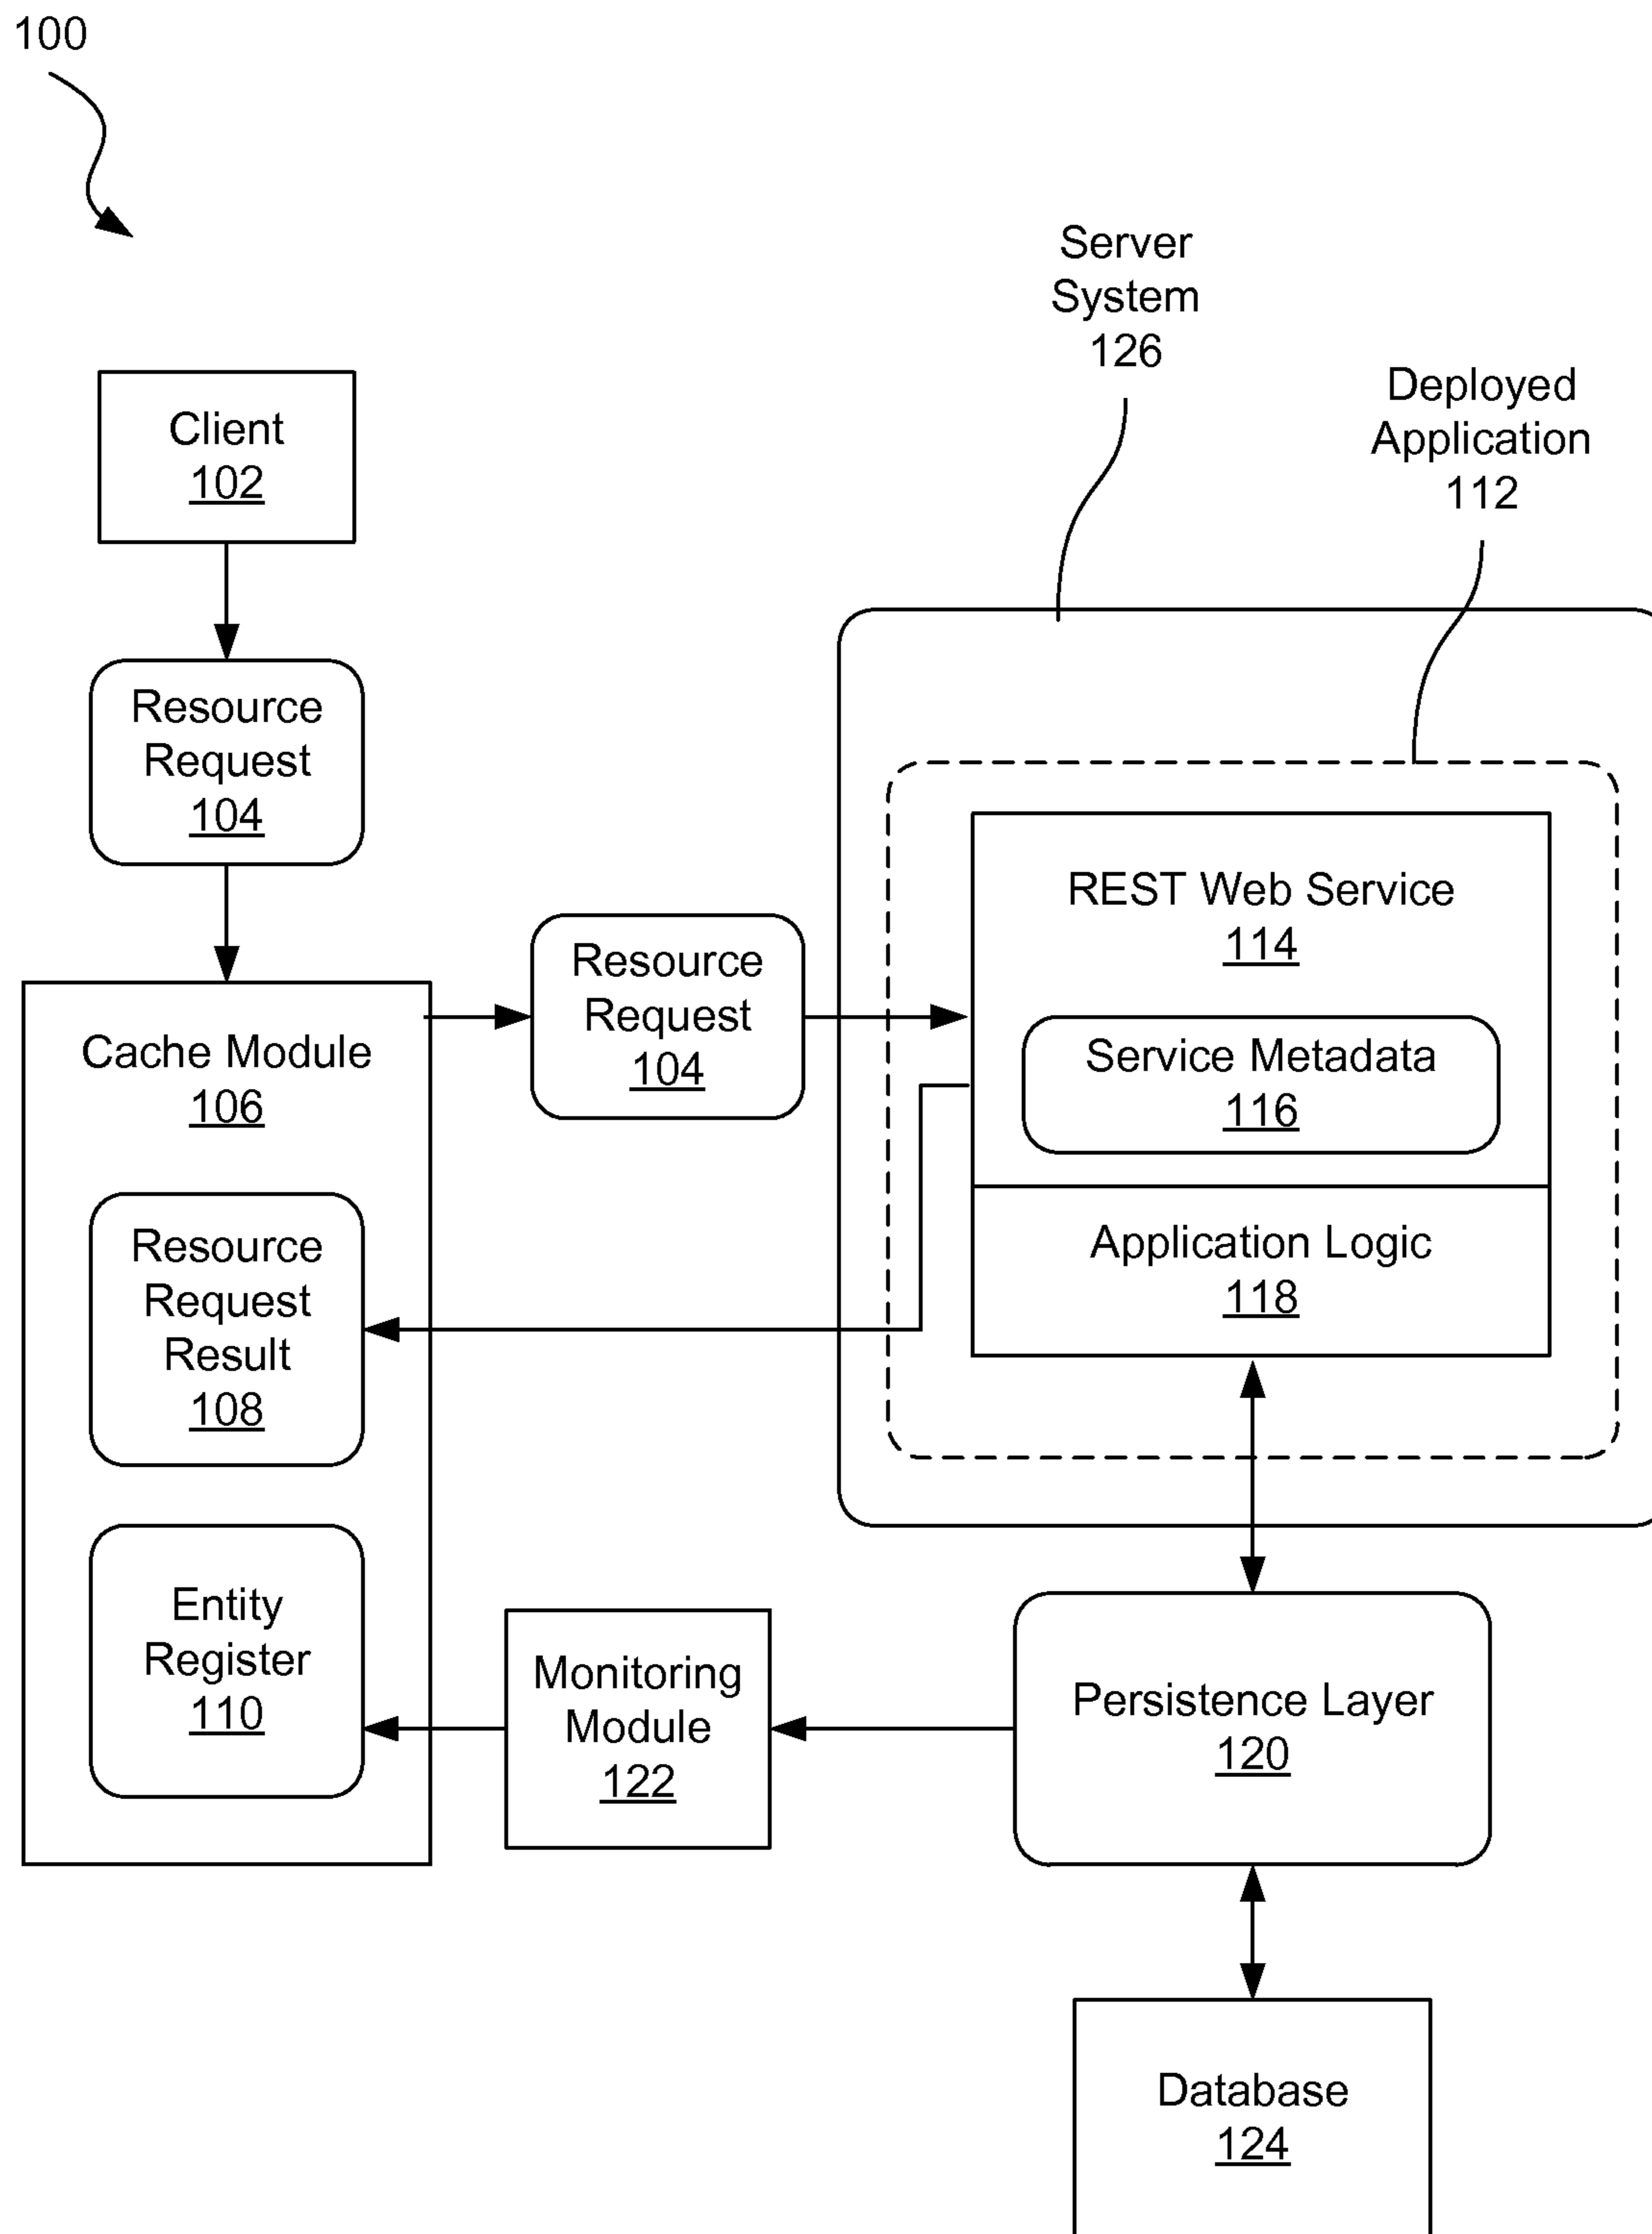 100
Server
System
126
Deployed
Application
112
Client
102
Resource
Request
104
REST Web Service
114
Resource
Request
104
Cache Module
106
Service Metadata
116
Resource
Request
Result
108
Application Logic
118
Entity
Register
110
Monitoring
Module
122
Persistence Layer
120
Database
124